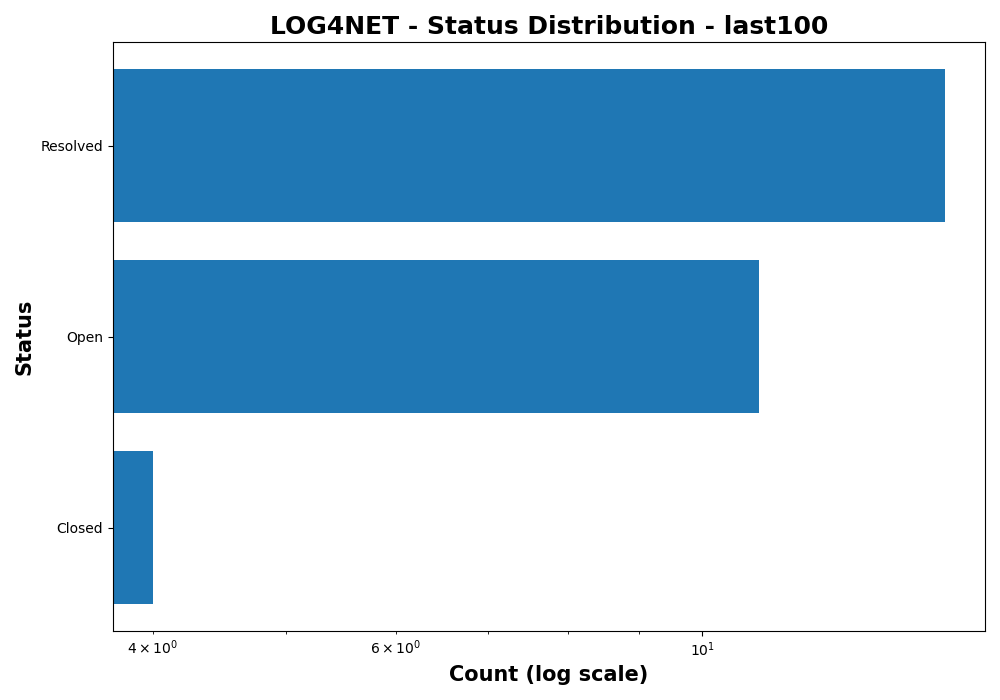 LOG4NET - Status Distribution - last100
Status
Resolved
Open
Closed
4 × 10⁰
6 × 10⁰
10¹
Count (log scale)